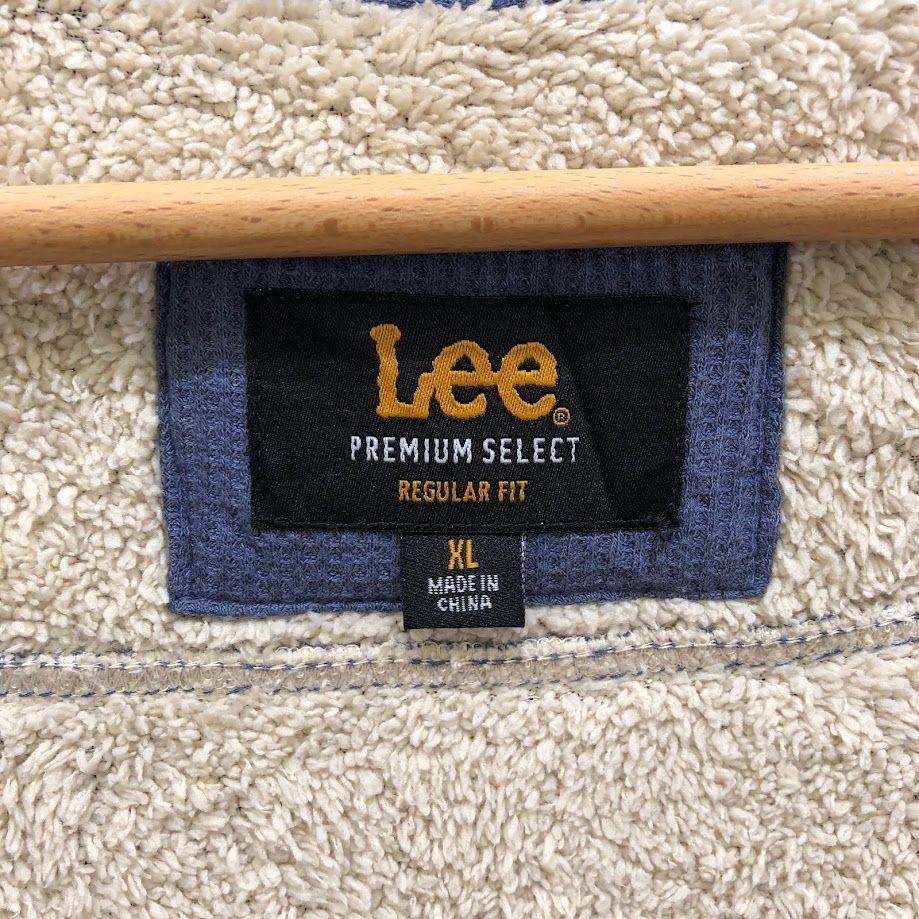 Lee®
PREMIUM SELECT
REGULAR FIT
XL
MADE IN
CHINA